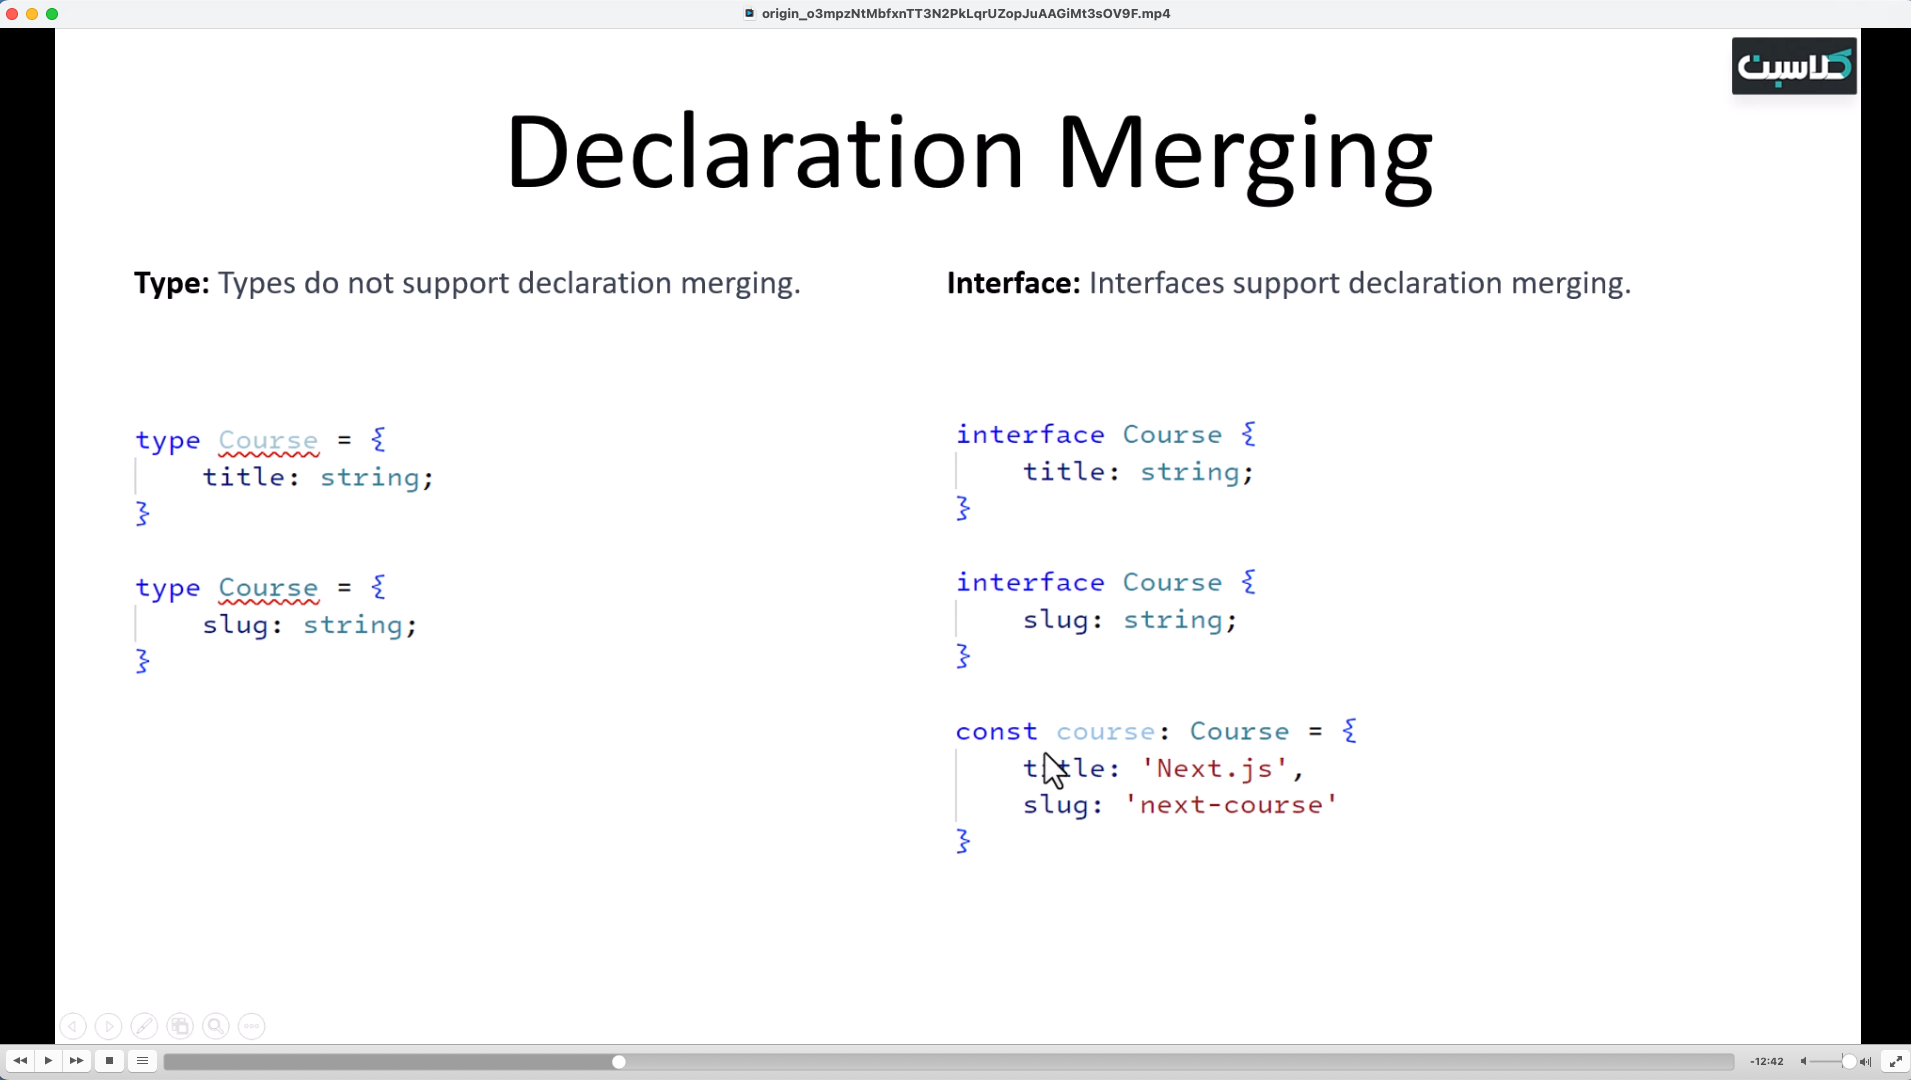 origin_o3mpzNtMbfxnTT3N2PkLqrUZopJuAAGiMt3sOV9F.mp4
کلاسبن
Declaration Merging
Type: Types do not support declaration merging.
type Course = {
title: string;
}
type Course = {
slug: string;
}
Interface: Interfaces support declaration merging.
interface Course {
title: string;
}
interface Course {
slug: string;
}
const course: Course = {
title: 'Next.js',
slug: 'next-course'
}
-12:42